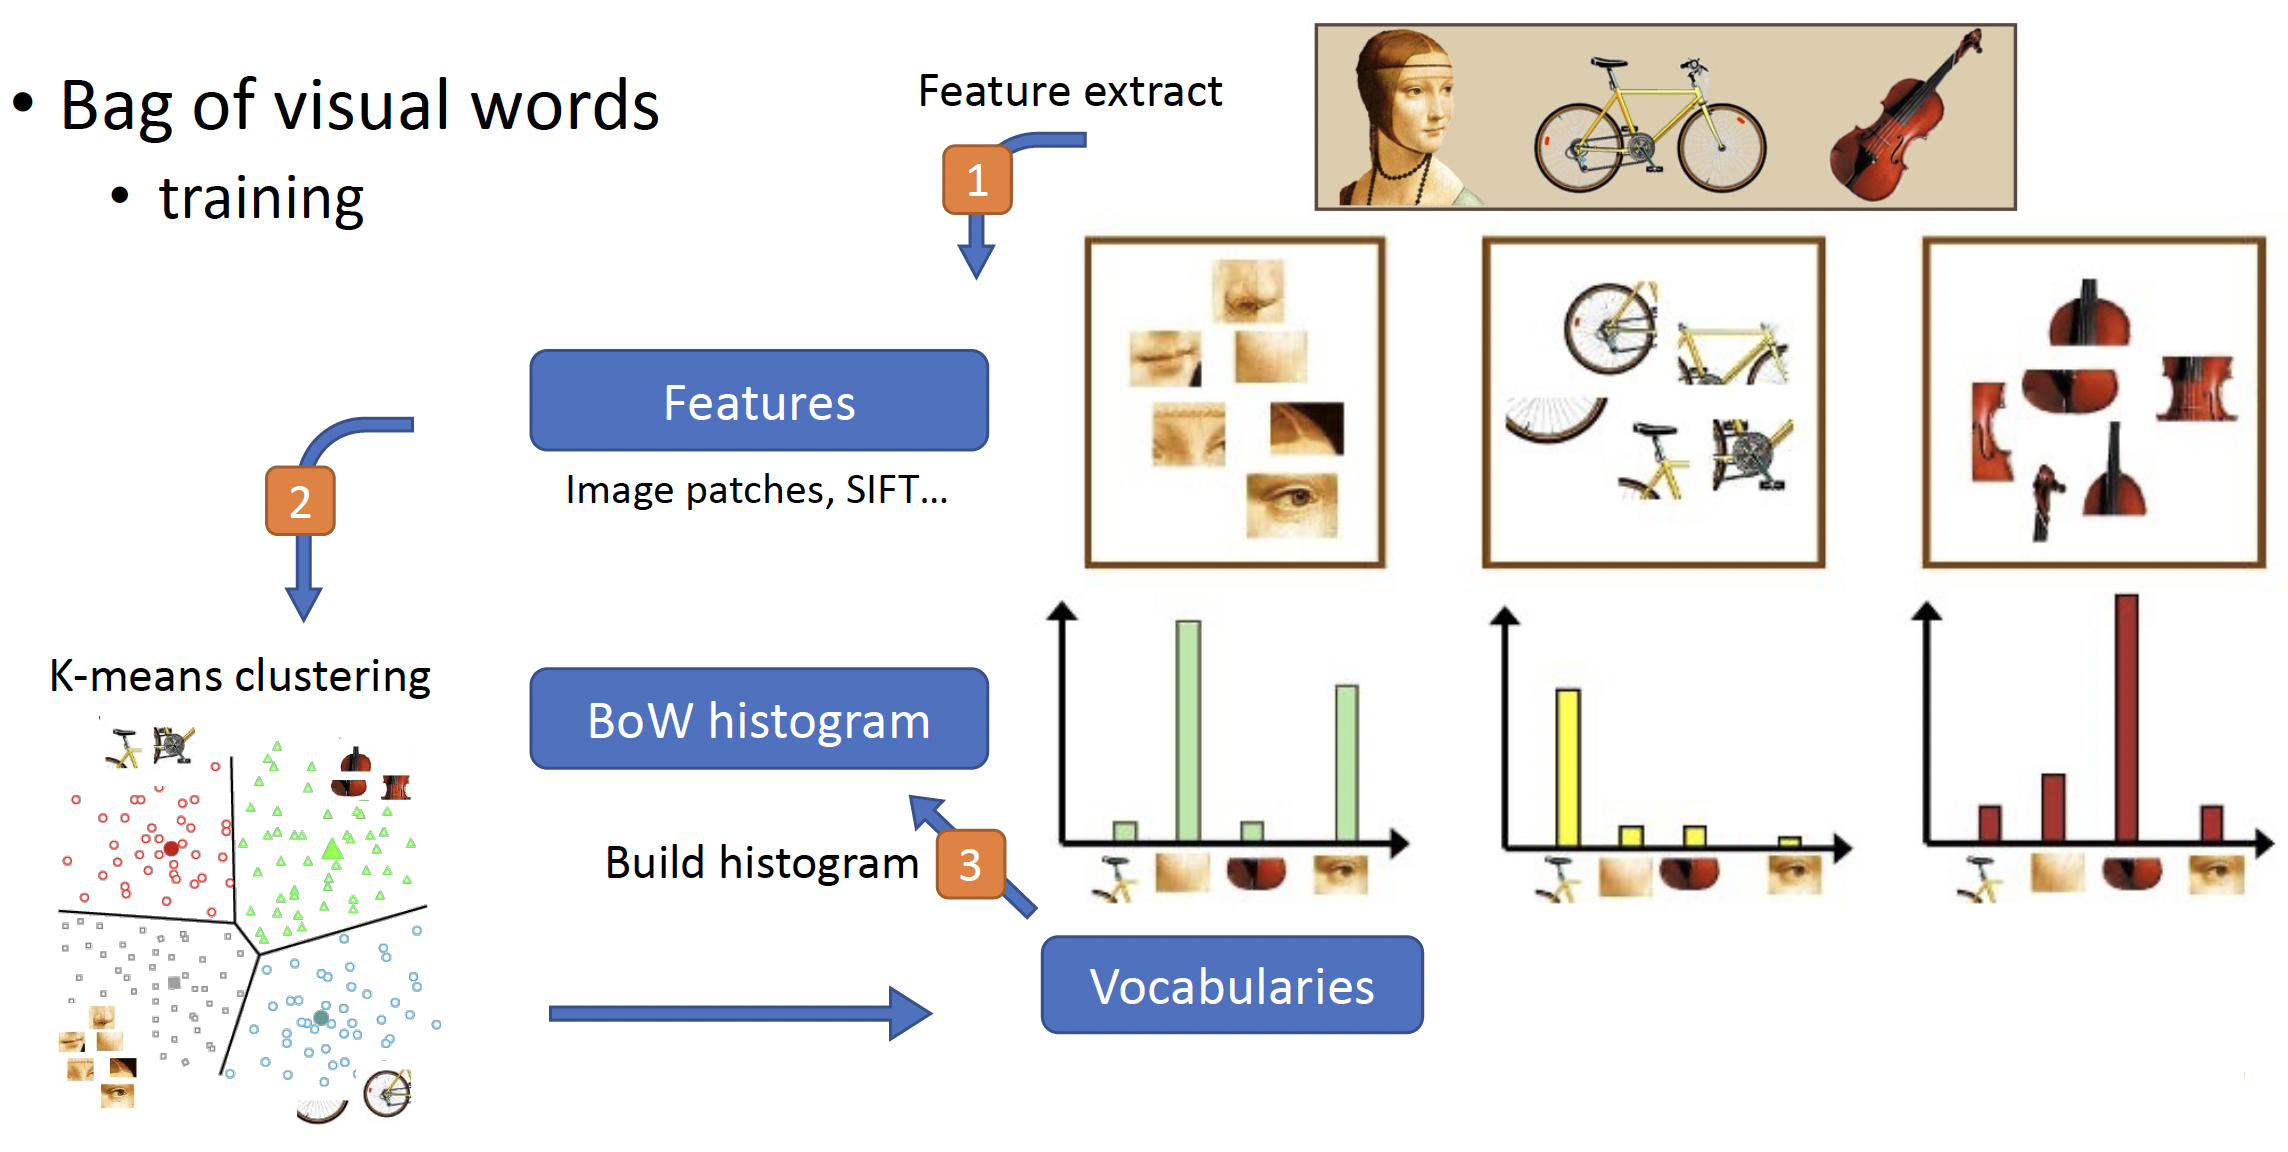 • Bag of visual words
• training
Feature extract
1
Features
Image patches, SIFT...
2
K-means clustering
BoW histogram
Build histogram
3
Vocabularies